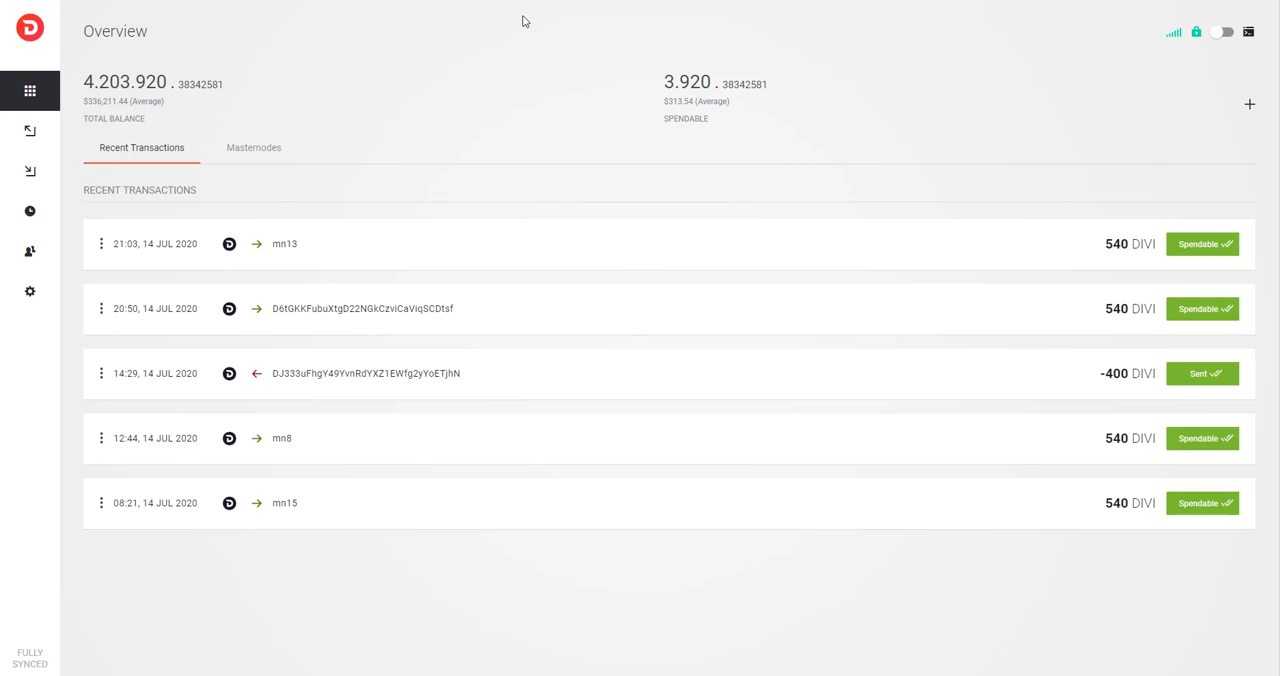 Overview
4.203.920 . 38342581
$336,211.44 (Average)
TOTAL BALANCE
3.920 . 38342581
$313.54 (Average)
SPENDABLE
Recent Transactions Masternodes
RECENT TRANSACTIONS
21:03, 14 JUL 2020 mn13 540 DIVI Spendable
20:50, 14 JUL 2020 D6tGKKFubuXtgD22NGkCzviCaViqSCDtsf 540 DIVI Spendable
14:29, 14 JUL 2020 DJ333uFhgY49YvnRdYXZ1EWfg2yYoETjhN -400 DIVI Sent
12:44, 14 JUL 2020 mn8 540 DIVI Spendable
08:21, 14 JUL 2020 mn15 540 DIVI Spendable
FULLY
SYNCED